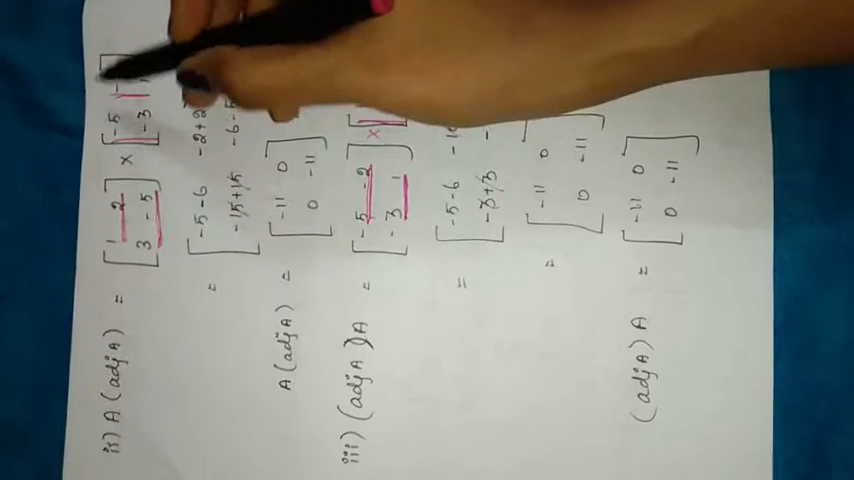 ii) A (adj A) = [1 2 3 -5] × [-5 -3
= [-5-6 -2+2 -15+15 -6-5
A (adj A) = [-11 0 0 -11]
iii) (adj A) A = [-5 -2 -3 1] × [
= [-5-6 -10 -3+3 -
= [-11 0 0 -11]
(adj A) A = [-11 0 0 -11]